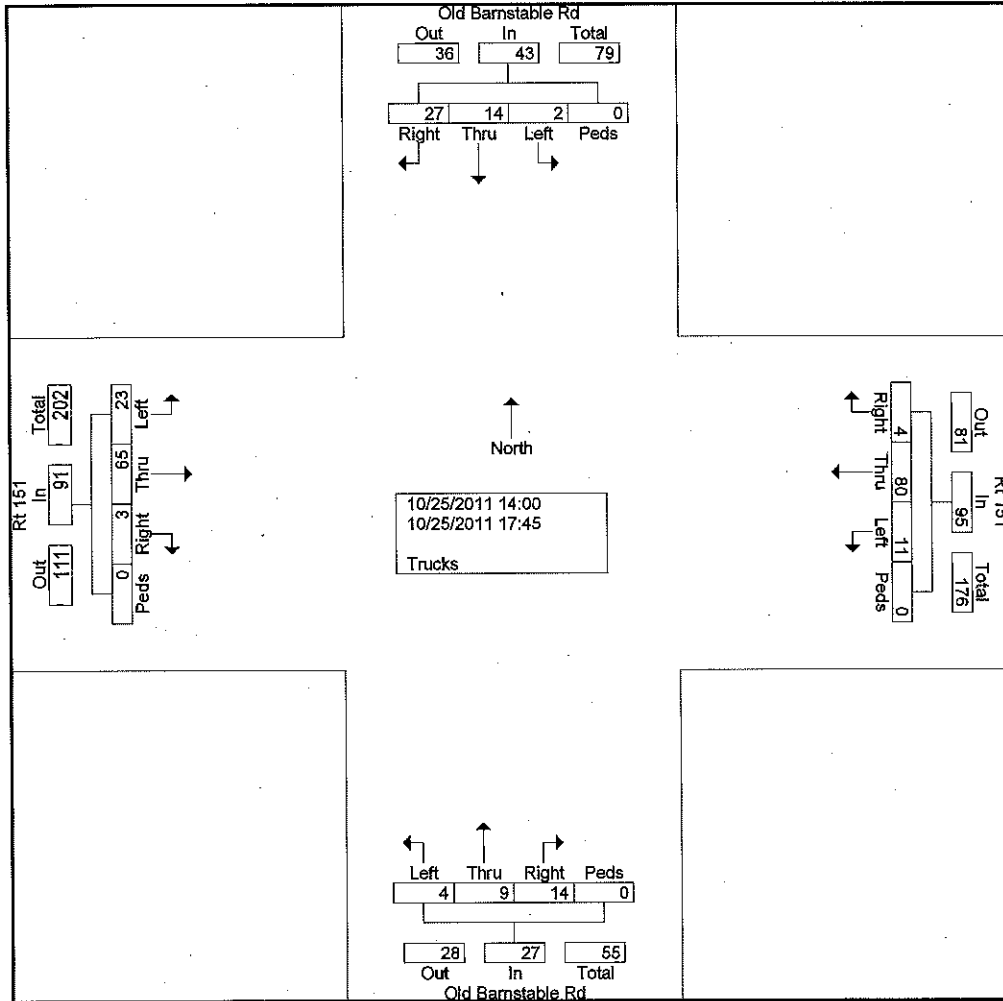 Old Barnstable Rd
Out In Total
36 43 79
27 14 2 0
Right Thru Left Peds
Rt 151
Total In Out
202 91 111
23 65 3 0
Left Thru Right Peds
North
10/25/2011 14:00
10/25/2011 17:45
Trucks
Right Thru Left Peds
4 80 11 0
Out In Total
81 95 176
Rt 151
Left Thru Right Peds
4 9 14 0
28 27 55
Out In Total
Old Barnstable Rd